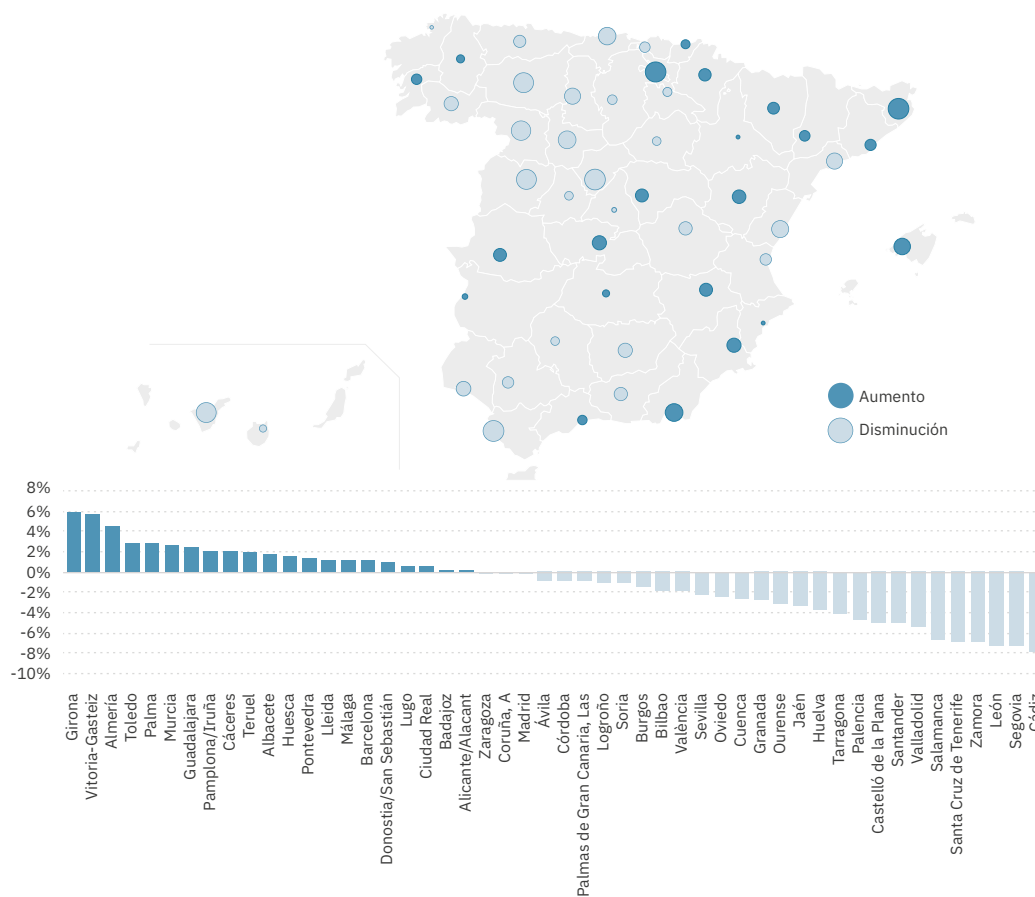 Aumento
Disminución
8%
6%
4%
2%
0%
-2%
-4%
-6%
-8%
-10%
Girona
Vitoria-Gasteiz
Almería
Toledo
Palma
Murcia
Guadalajara
Pamplona/Iruña
Cáceres
Teruel
Albacete
Huesca
Pontevedra
Lleida
Málaga
Barcelona
Donostia/San Sebastián
Lugo
Ciudad Real
Badajoz
Alicante/Alacant
Zaragoza
Coruña, A
Madrid
Ávila
Córdoba
Palmas de Gran Canaria, Las
Logroño
Soria
Burgos
Bilbao
València
Sevilla
Oviedo
Cuenca
Granada
Ourense
Jaén
Huelva
Tarragona
Palencia
Castelló de la Plana
Santander
Valladolid
Salamanca
Santa Cruz de Tenerife
Zamora
León
Segovia
Cádiz